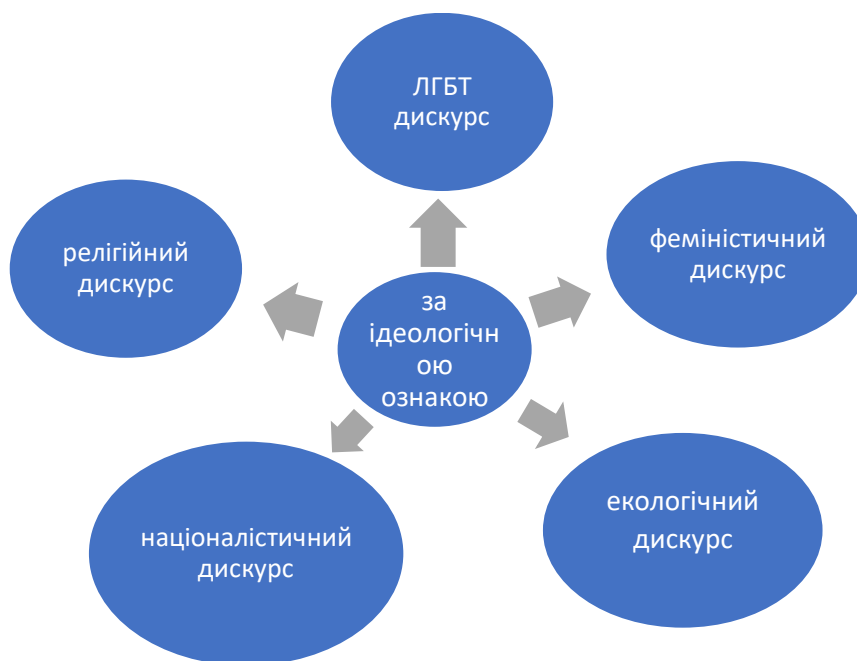 ЛГБТ
дискурс
феміністичний
дискурс
релігійний
дискурс
за
ідеологічн
ою
ознакою
екологічний
дискурс
націоналістичний
дискурс